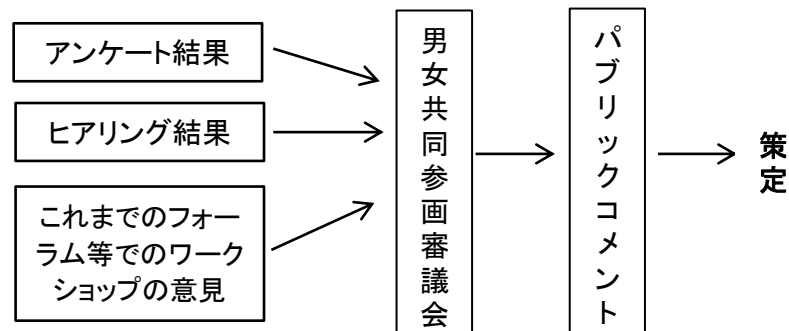 アンケート結果
ヒアリング結果
これまでのフォー
ラム等でのワーク
ショップの意見
男女共同参画審議会
パブリックコメント
策定